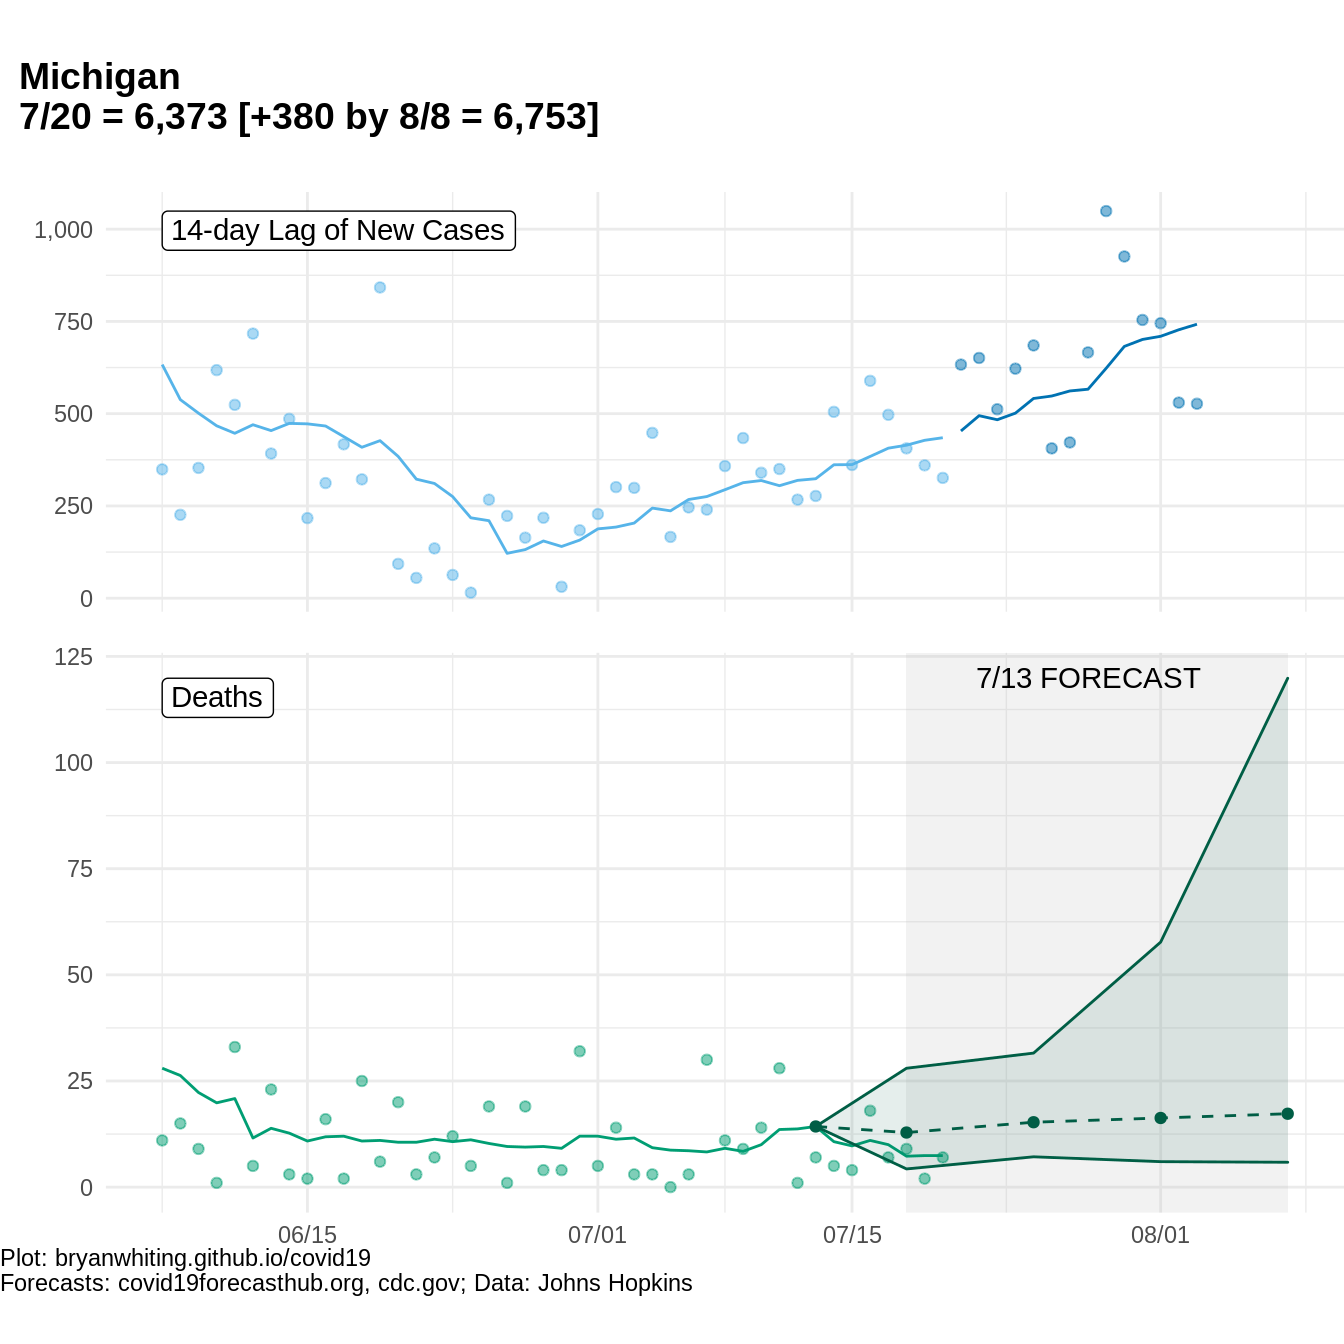 Michigan
7/20 = 6,373 [+380 by 8/8 = 6,753]
14-day Lag of New Cases
1,000
750
500
250
0
125
7/13 FORECAST
Deaths
100
75
50
25
0
06/15
07/01
07/15
08/01
Plot: bryanwhiting.github.io/covid19
Forecasts: covid19forecasthub.org, cdc.gov; Data: Johns Hopkins